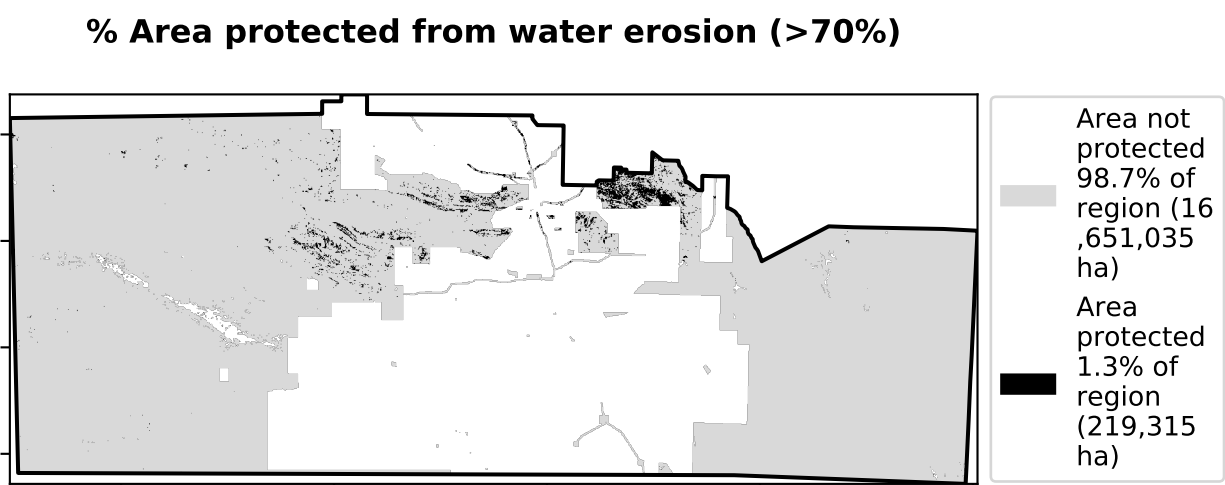 % Area protected from water erosion (>70%)
Area not
protected
98.7% of
region (16
,651,035
ha)
Area
protected
1.3% of
region
(219,315
ha)